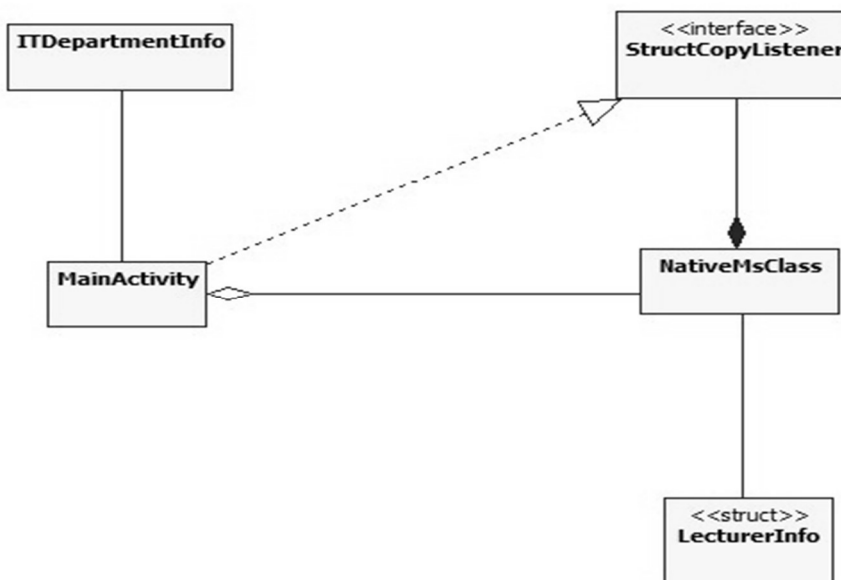 ITDepartmentInfo
<<interface>>
StructCopyListener
MainActivity
NativeMsClass
<<struct>>
LecturerInfo